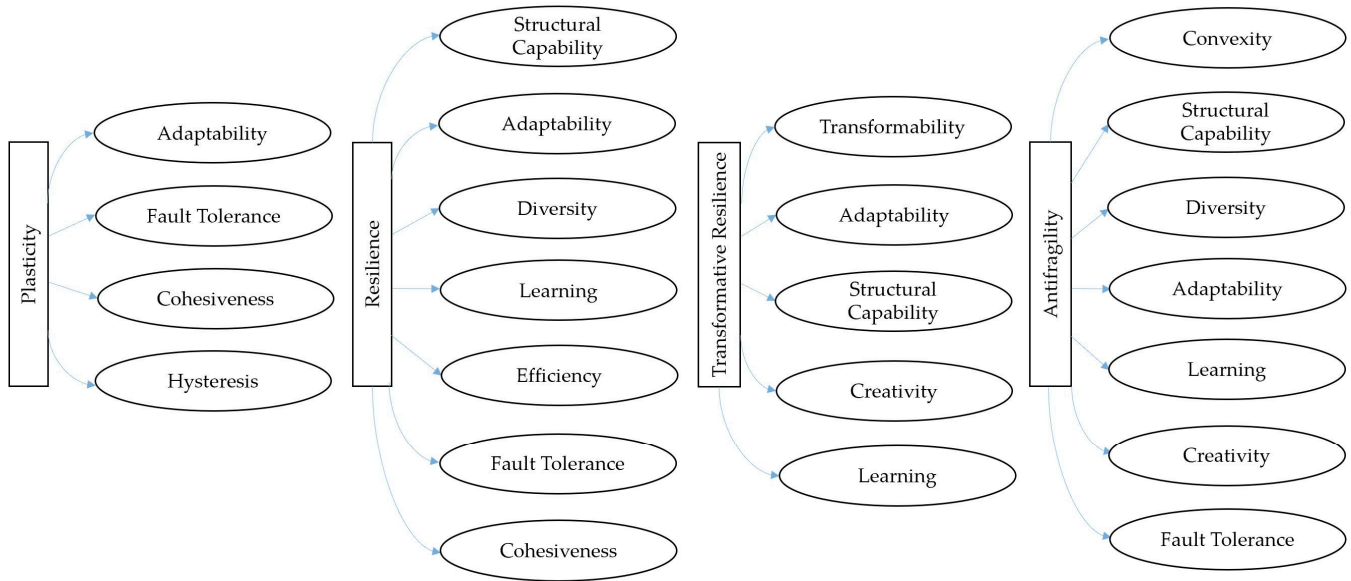 Plasticity
Adaptability
Fault Tolerance
Cohesiveness
Hysteresis
Resilience
Structural
Capability
Adaptability
Diversity
Learning
Efficiency
Fault Tolerance
Cohesiveness
Transformative Resilience
Transformability
Adaptability
Structural
Capability
Creativity
Learning
Antifragility
Convexity
Structural
Capability
Diversity
Adaptability
Learning
Creativity
Fault Tolerance